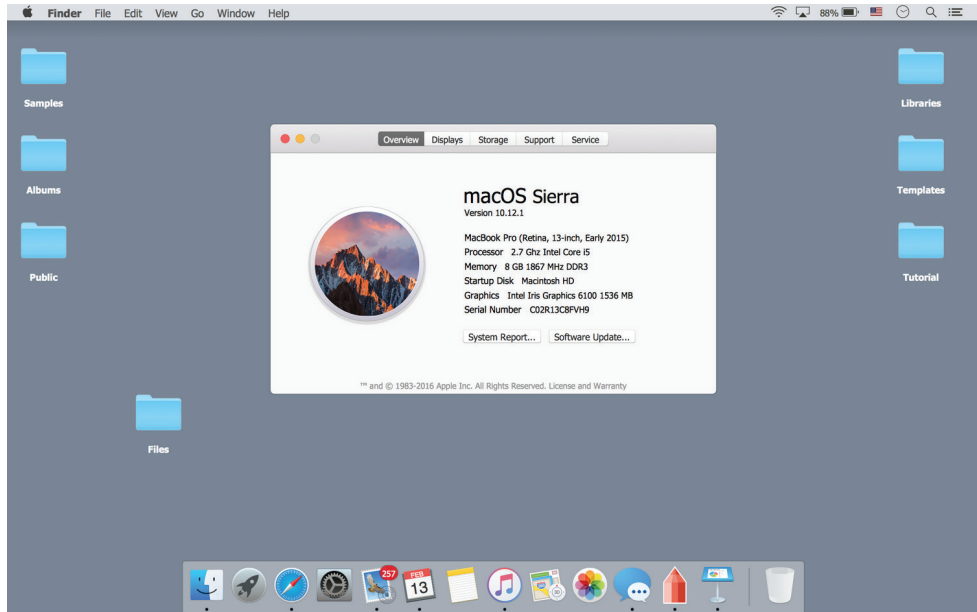 Finder File Edit View Go Window Help 88%
Samples
Albums
Public
Files
Libraries
Templates
Tutorial
Overview Displays Storage Support Service
macOS Sierra
Version 10.12.1
MacBook Pro (Retina, 13-inch, Early 2015)
Processor 2.7 Ghz Intel Core i5
Memory 8 GB 1867 MHz DDR3
Startup Disk Macintosh HD
Graphics Intel Iris Graphics 6100 1536 MB
Serial Number C02R13C8FVH9
System Report... Software Update...
™ and © 1983-2016 Apple Inc. All Rights Reserved. License and Warranty
257
FEB
13